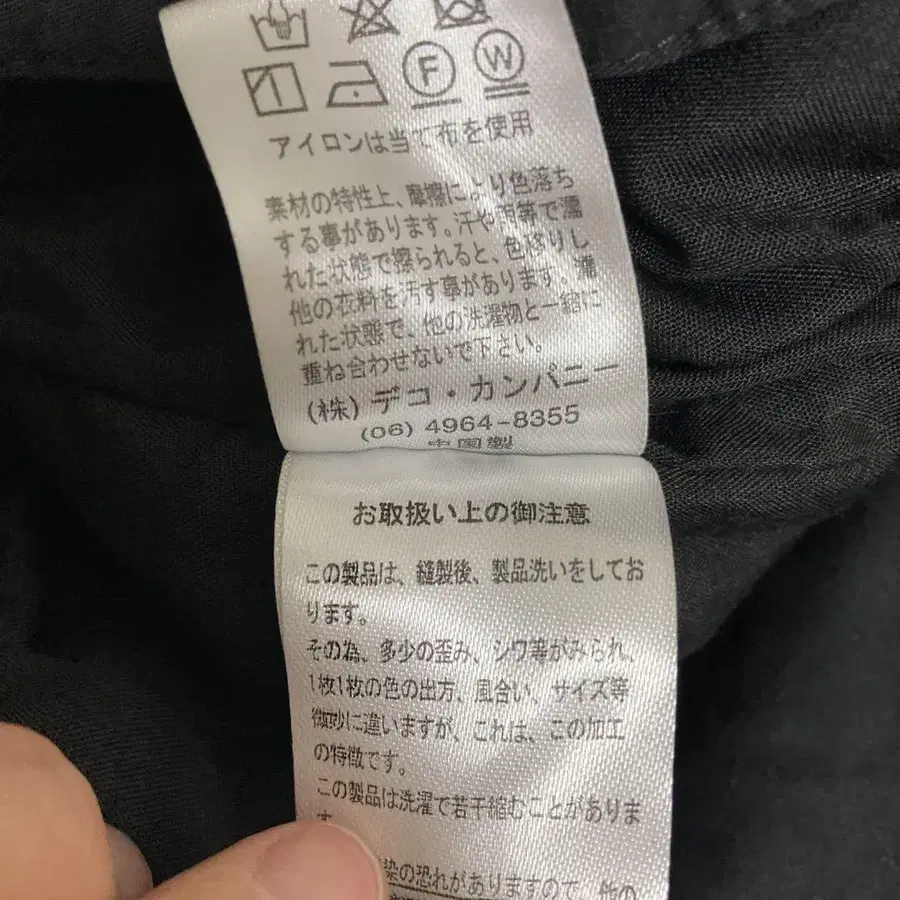 F W
アイロンは当て布を使用
素材の特性上、摩擦により色落ち
する事があります。汗や雨等で濡
れた状態で擦られると、色移りし
他の衣料を汚す事があります。濡
れた状態で、他の洗濯物と一緒に
重ね合わせないで下さい。
(株) デコ・カンパニー
(06) 4964-8355
中国製
お取扱い上の御注意
この製品は、縫製後、製品洗いをしてお
ります。
その為、多少の歪み、シワ等がみられ、
1枚1枚の色の出方、風合い、サイズ等
微妙に違いますが、これは、この加工
の特徴です。
この製品は洗濯で若干縮むことがありま
す
染の恐れがありますので、他の